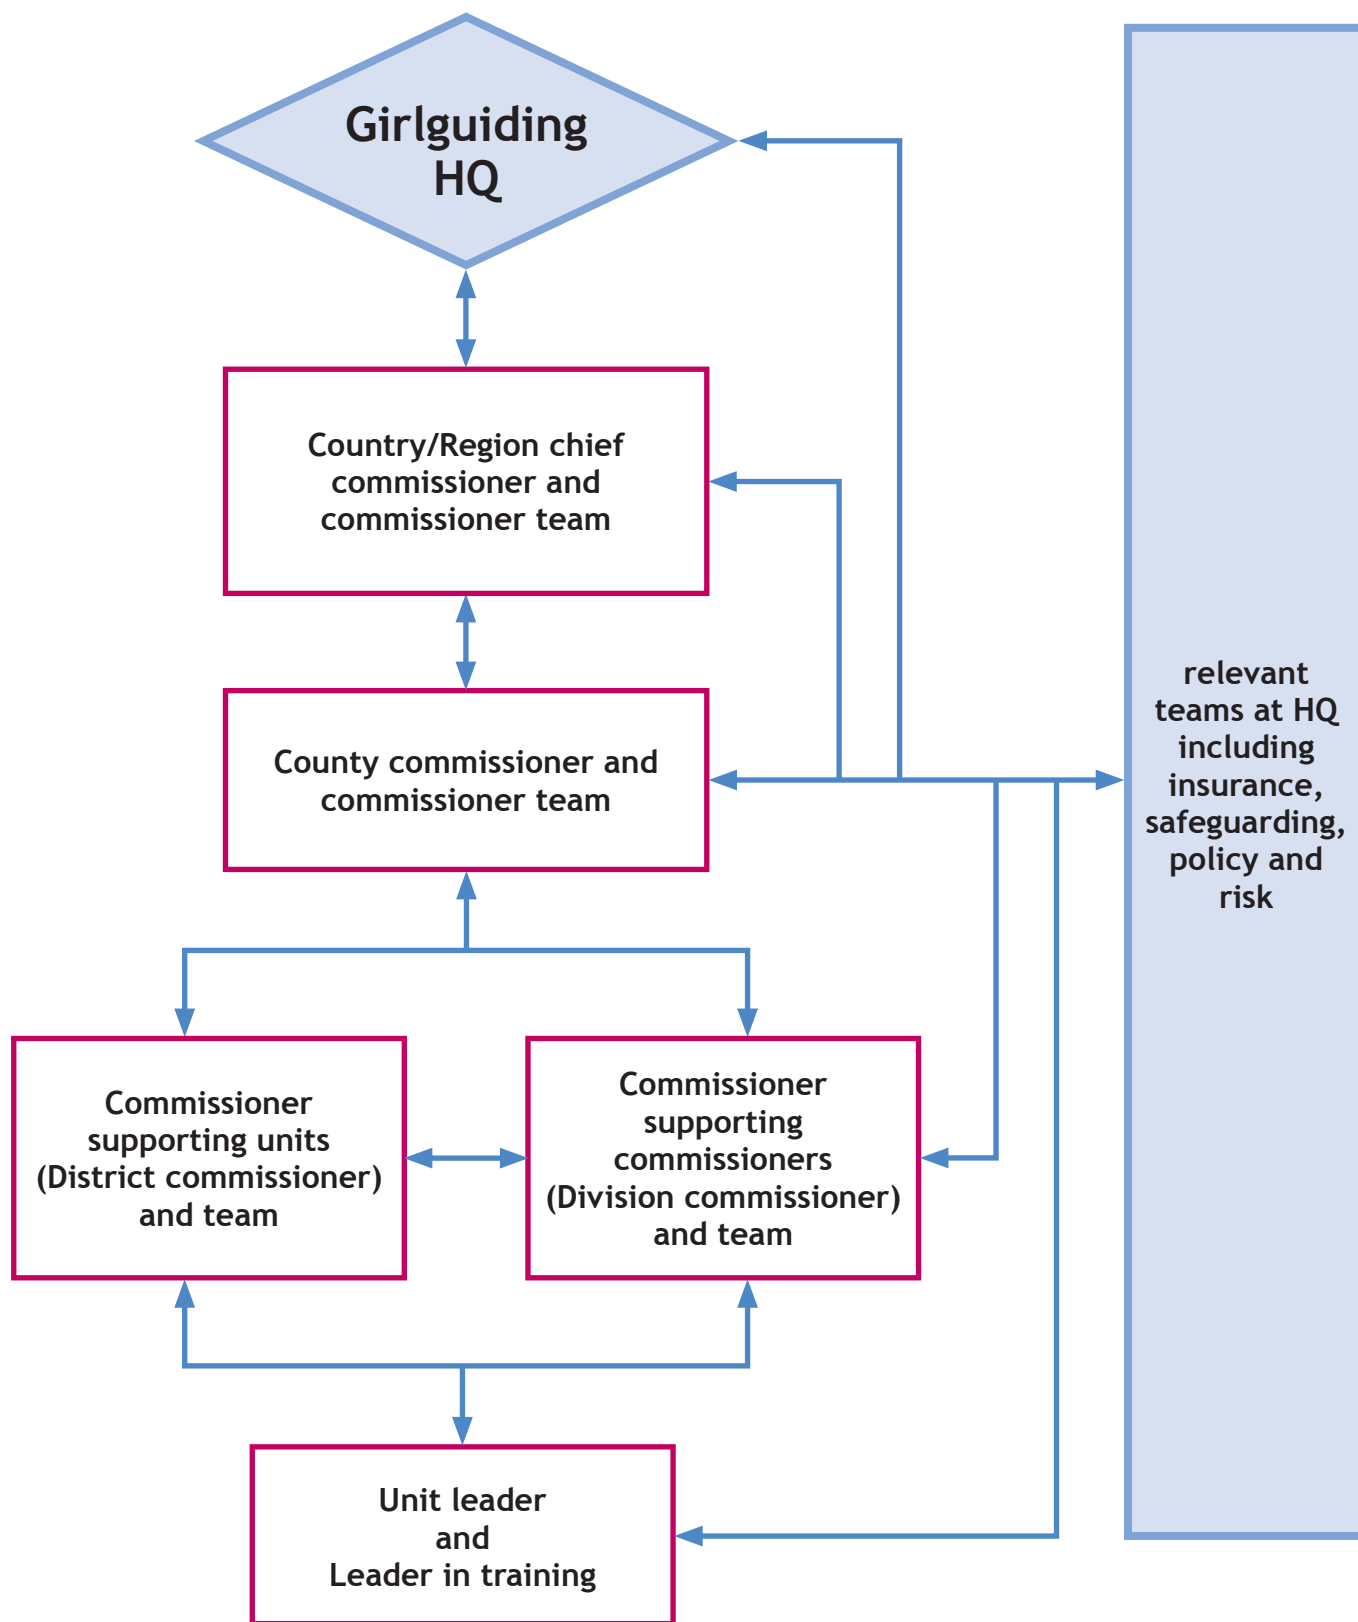 Girlguiding
HQ
Country/Region chief
commissioner and
commissioner team
County commissioner and
commissioner team
relevant
teams at HQ
including
insurance,
safeguarding,
policy and
risk
Commissioner
supporting units
(District commissioner)
and team
Commissioner
supporting
commissioners
(Division commissioner)
and team
Unit leader
and
Leader in training